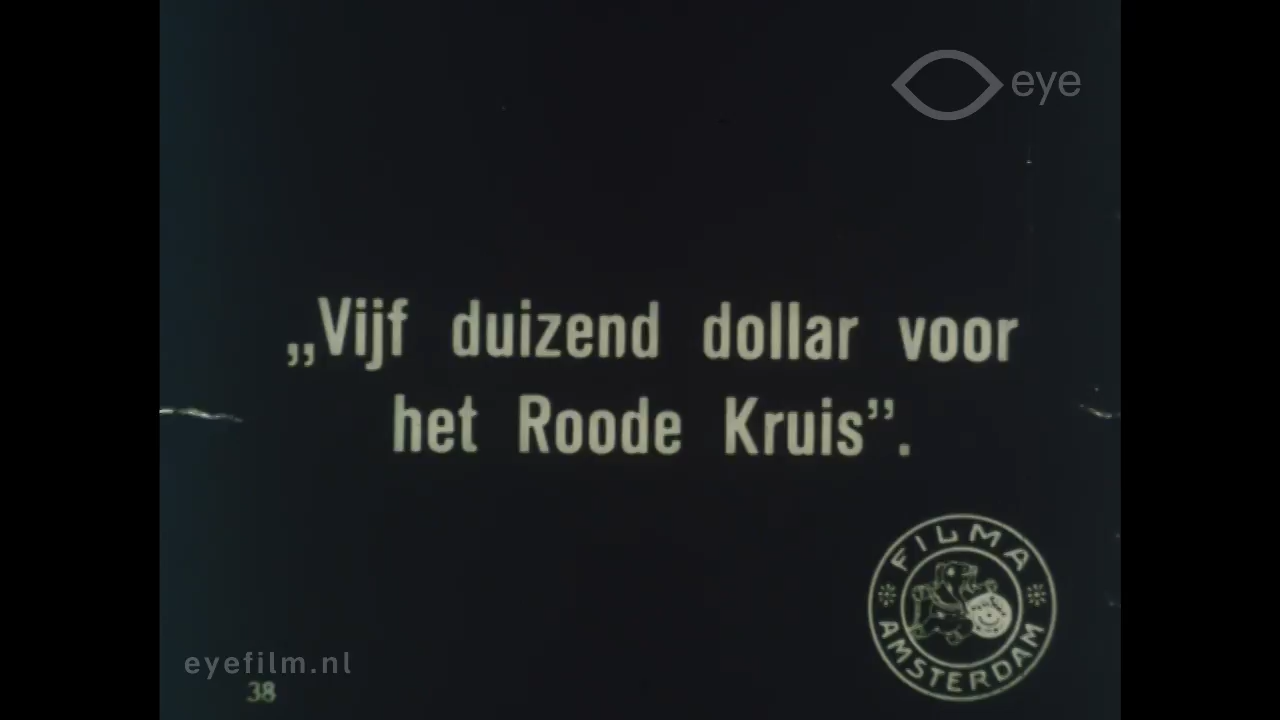 eye
„Vijf duizend dollar voor
het Roode Kruis”.
FILMA
AMSTERDAM
eyefilm.nl
38